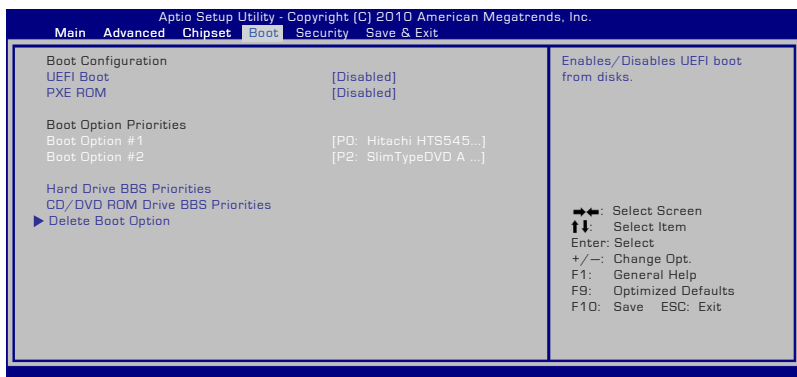 Aptio Setup Utility - Copyright (C) 2010 American Megatrends, Inc.
Main Advanced Chipset Boot Security Save & Exit
Boot Configuration
UEFI Boot [Disabled]
PXE ROM [Disabled]
Boot Option Priorities
Boot Option #1 [P0: Hitachi HTS545...]
Boot Option #2 [P2: SlimTypeDVD A ...]
Hard Drive BBS Priorities
CD/DVD ROM Drive BBS Priorities
Delete Boot Option
Enables/Disables UEFI boot
from disks.
→←: Select Screen
↑↓: Select Item
Enter: Select
+/—: Change Opt.
F1: General Help
F9: Optimized Defaults
F10: Save ESC: Exit